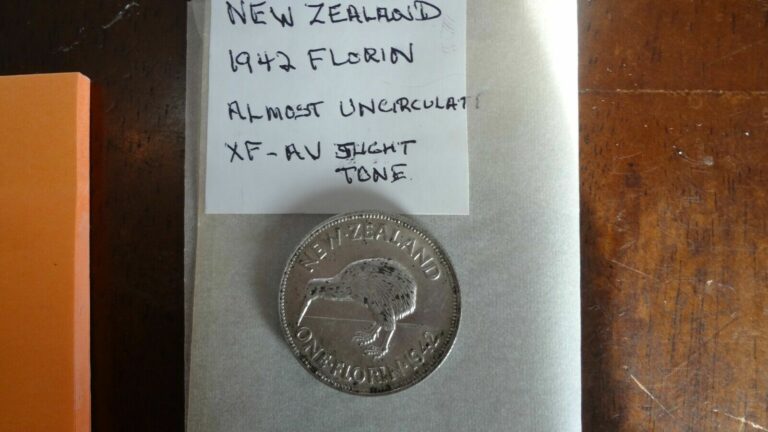 NEW ZEALAND
1942 FLORIN
ALMOST UNCIRCULAT
XF-AU SLIGHT
TONE
NEW·ZEALAND
ONE·FLORIN·1942